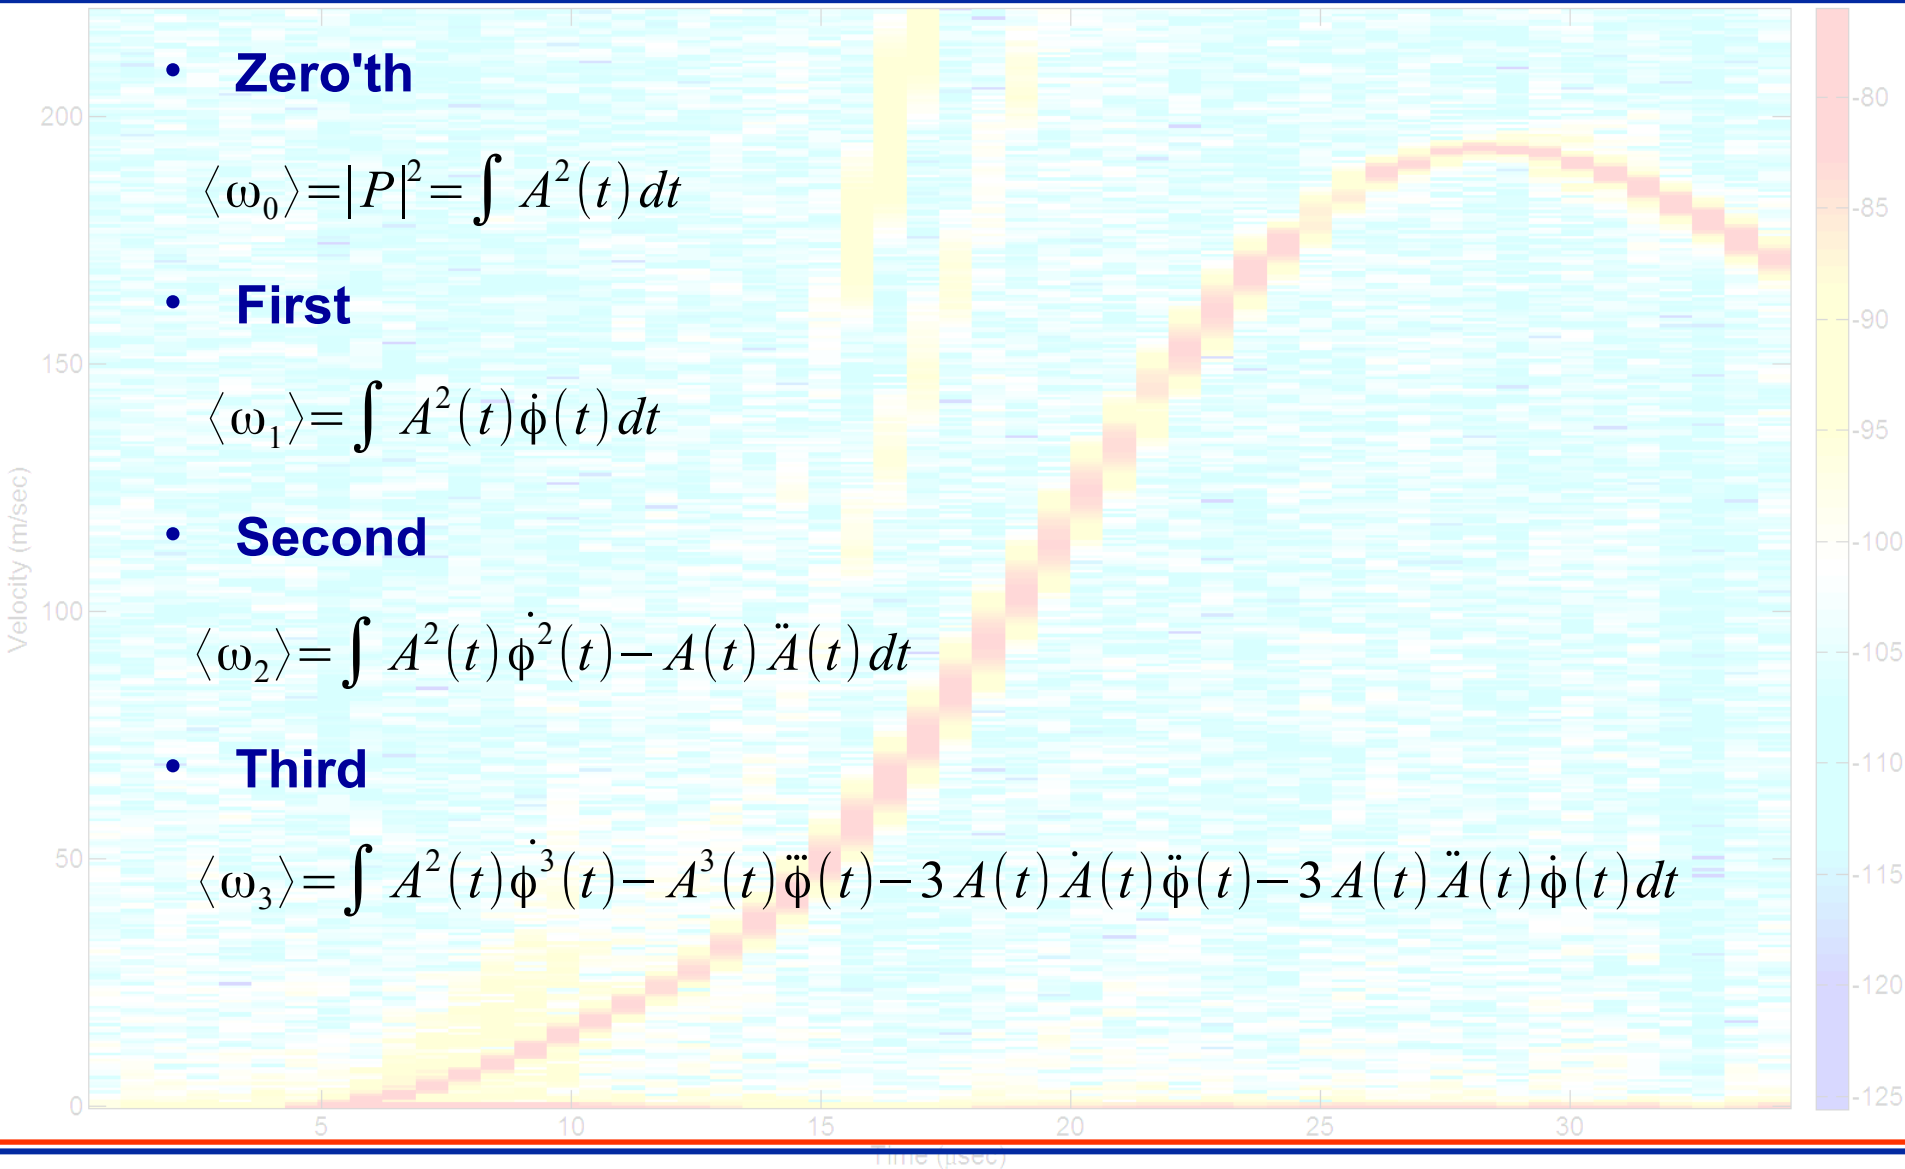 • Zero'th
⟨ω₀⟩=|P|²=∫ A²(t)dt
• First
⟨ω₁⟩=∫ A²(t)φ̇(t)dt
• Second
⟨ω₂⟩=∫ A²(t)φ̇²(t)− A(t)Ä(t)dt
• Third
⟨ω₃⟩=∫ A²(t)φ̇³(t)− A³(t)φ⃛(t)−3 A(t)Ȧ(t)φ̈(t)−3 A(t)Ä(t)φ̇(t)dt
Velocity (m/sec)
200
150
100
50
0
5 10 15 20 25 30
Time (μsec)
-80
-85
-90
-95
-100
-105
-110
-115
-120
-125